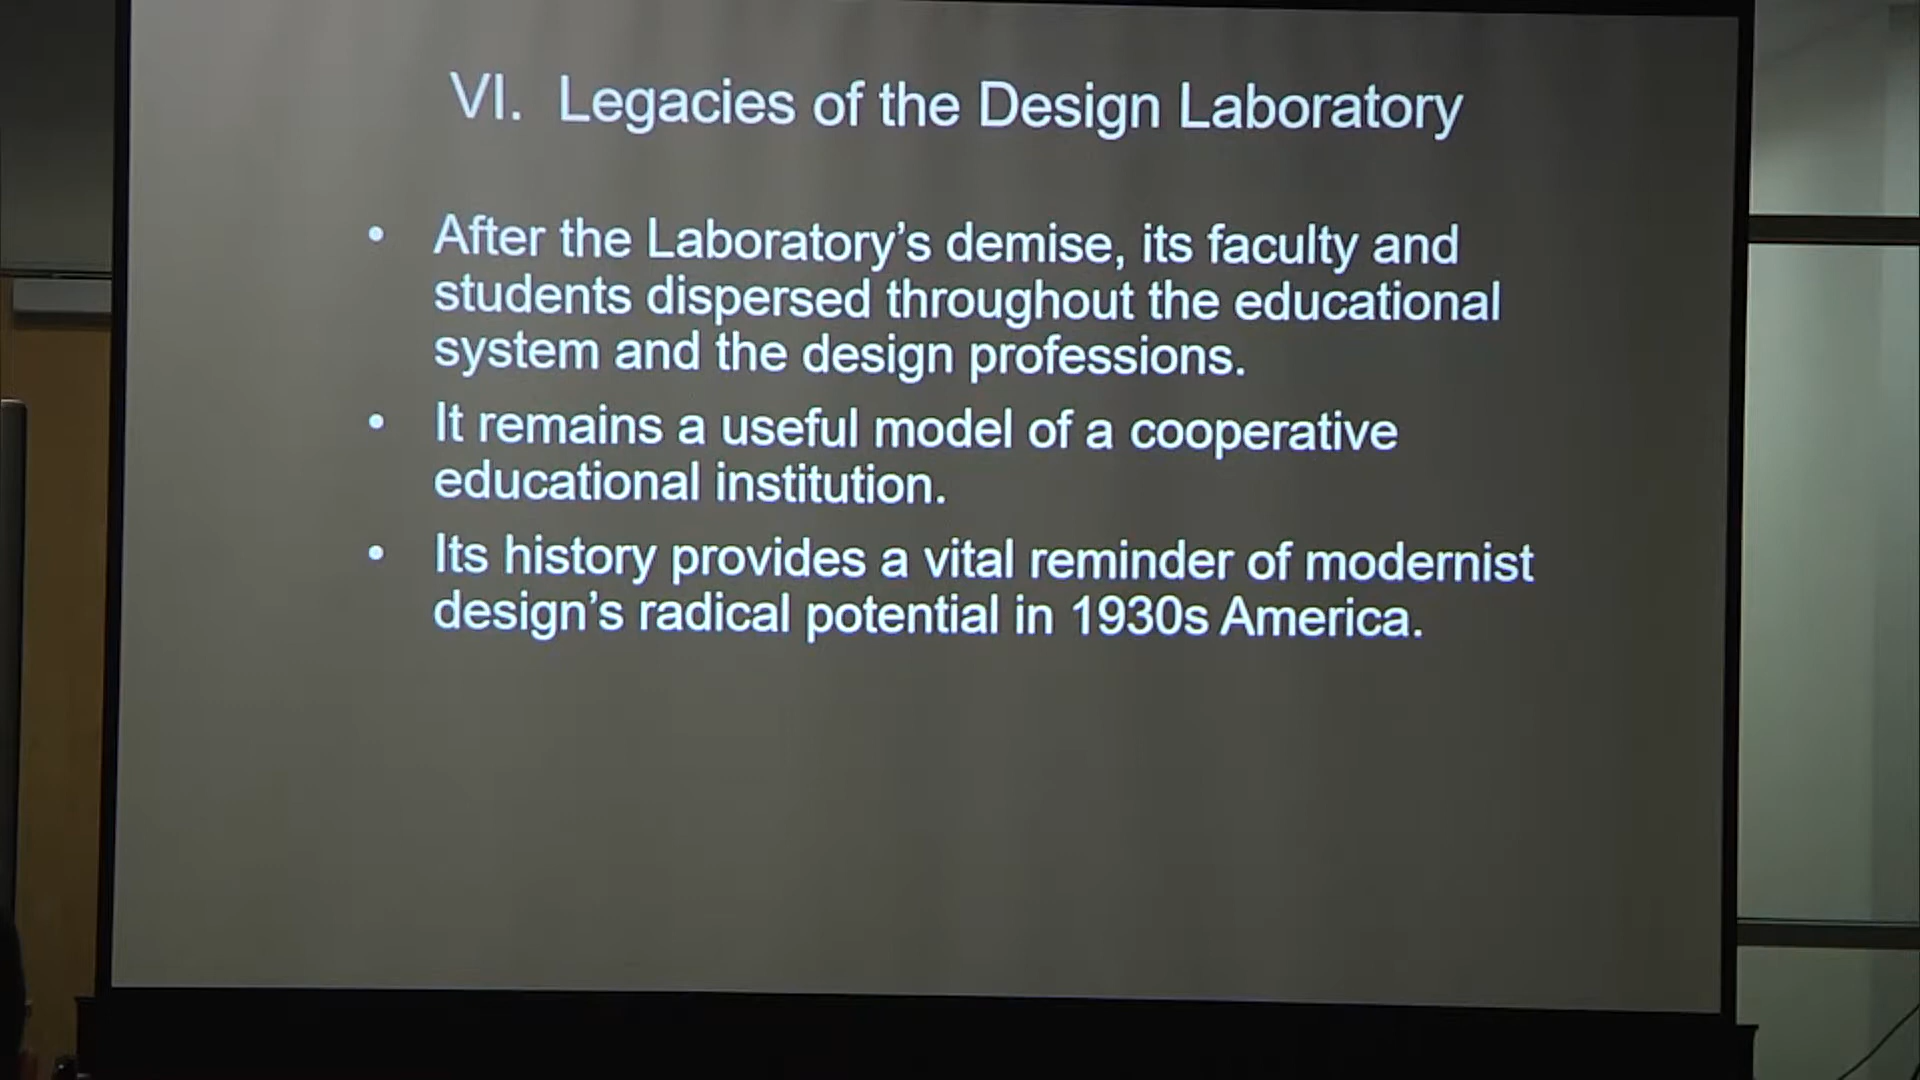 VI. Legacies of the Design Laboratory
• After the Laboratory's demise, its faculty and
students dispersed throughout the educational
system and the design professions.
• It remains a useful model of a cooperative
educational institution.
• Its history provides a vital reminder of modernist
design's radical potential in 1930s America.